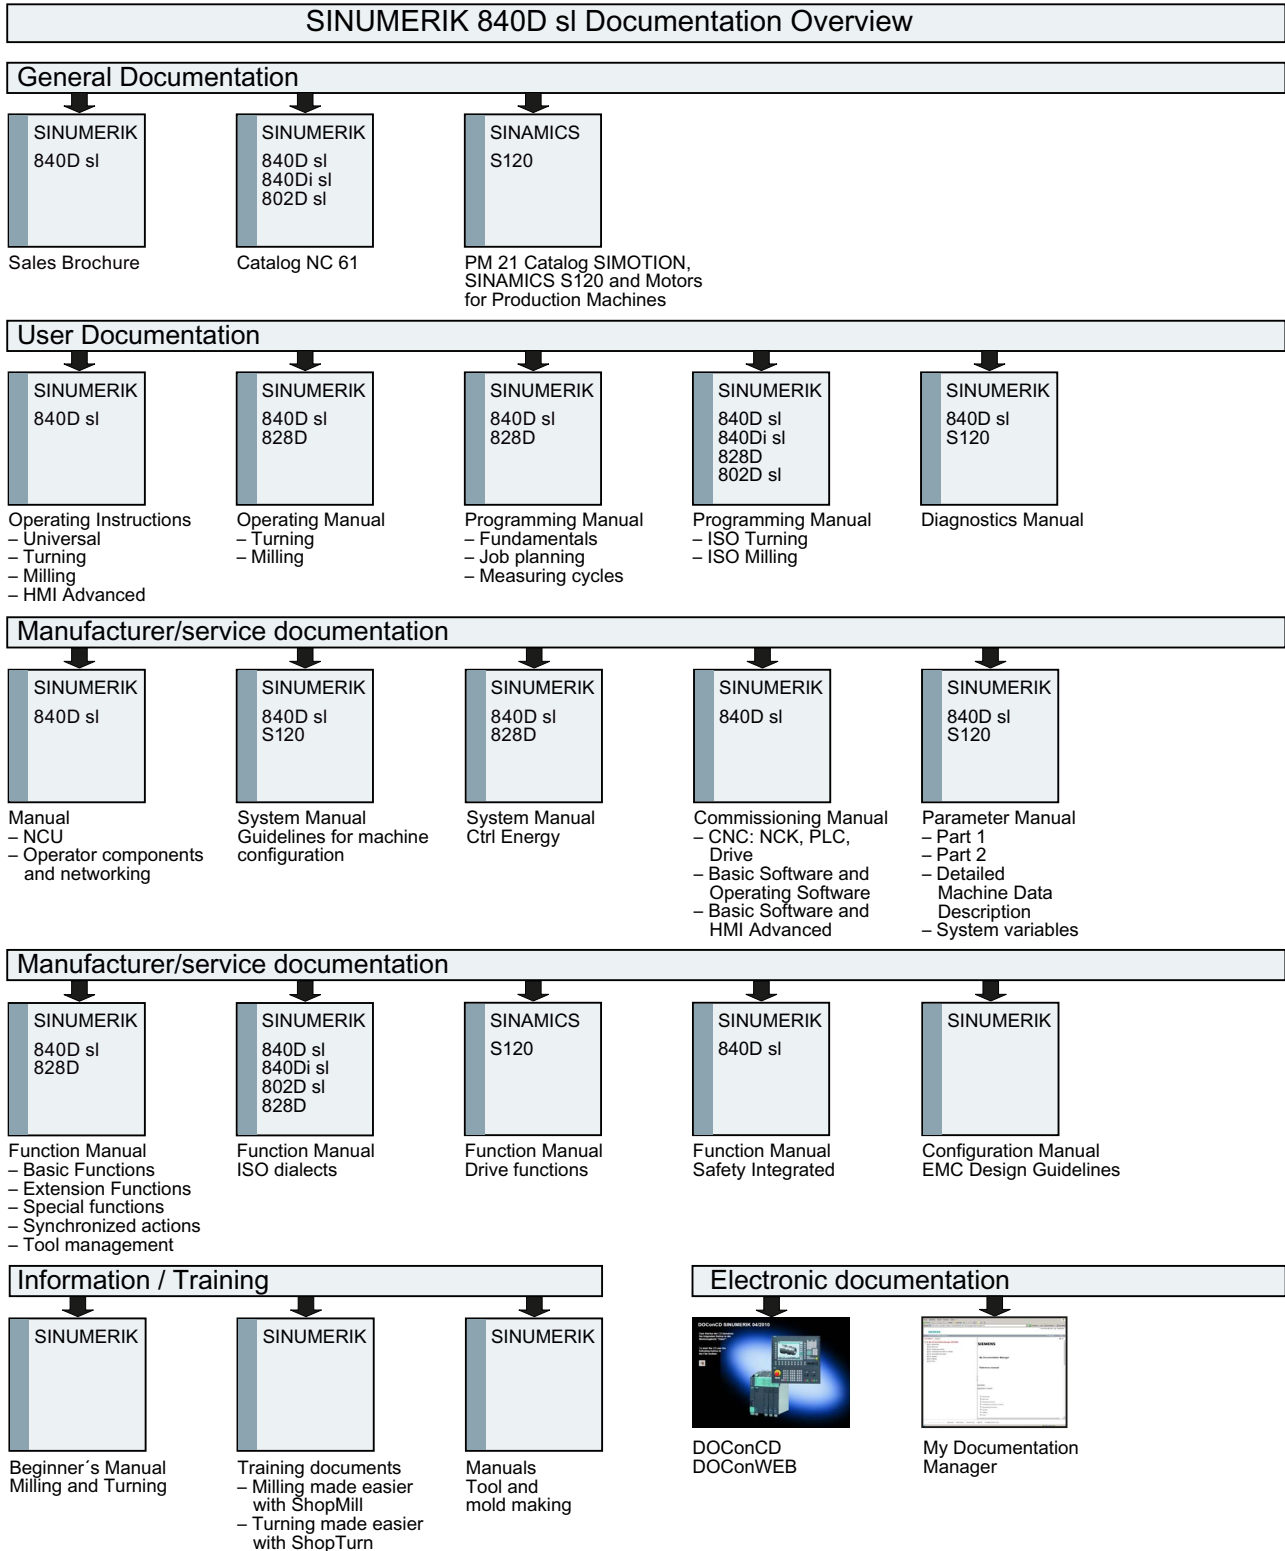 SINUMERIK 840D sl Documentation Overview
General Documentation
SINUMERIK
840D sl
Sales Brochure
SINUMERIK
840D sl
840Di sl
802D sl
Catalog NC 61
SINAMICS
S120
PM 21 Catalog SIMOTION,
SINAMICS S120 and Motors
for Production Machines
User Documentation
SINUMERIK
840D sl
Operating Instructions
– Universal
– Turning
– Milling
– HMI Advanced
SINUMERIK
840D sl
828D
Operating Manual
– Turning
– Milling
SINUMERIK
840D sl
828D
Programming Manual
– Fundamentals
– Job planning
– Measuring cycles
SINUMERIK
840D sl
840Di sl
828D
802D sl
Programming Manual
– ISO Turning
– ISO Milling
SINUMERIK
840D sl
S120
Diagnostics Manual
Manufacturer/service documentation
SINUMERIK
840D sl
Manual
– NCU
– Operator components
and networking
SINUMERIK
840D sl
S120
System Manual
Guidelines for machine
configuration
SINUMERIK
840D sl
828D
System Manual
Ctrl Energy
SINUMERIK
840D sl
Commissioning Manual
– CNC: NCK, PLC,
Drive
– Basic Software and
Operating Software
– Basic Software and
HMI Advanced
SINUMERIK
840D sl
S120
Parameter Manual
– Part 1
– Part 2
– Detailed
Machine Data
Description
– System variables
Manufacturer/service documentation
SINUMERIK
840D sl
828D
Function Manual
– Basic Functions
– Extension Functions
– Special functions
– Synchronized actions
– Tool management
SINUMERIK
840D sl
840Di sl
802D sl
828D
Function Manual
ISO dialects
SINAMICS
S120
Function Manual
Drive functions
SINUMERIK
840D sl
Function Manual
Safety Integrated
SINUMERIK
Configuration Manual
EMC Design Guidelines
Information / Training
SINUMERIK
Beginner´s Manual
Milling and Turning
SINUMERIK
Training documents
– Milling made easier
with ShopMill
– Turning made easier
with ShopTurn
SINUMERIK
Manuals
Tool and
mold making
Electronic documentation
DOConCD SINUMERIK 04/2010
DOConCD
DOConWEB
SIEMENS
My Documentation Manager
My Documentation
Manager